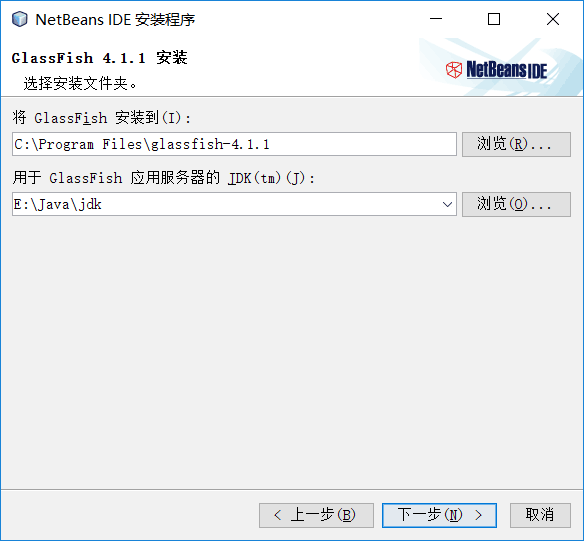 NetBeans IDE 安装程序
GlassFish 4.1.1 安装
选择安装文件夹。
NetBeans IDE
将 GlassFish 安装到(I):
C:\Program Files\glassfish-4.1.1
浏览(R)...
用于 GlassFish 应用服务器的 JDK(tm)(J):
E:\Java\jdk
浏览(O)...
< 上一步(B)
下一步(N) >
取消